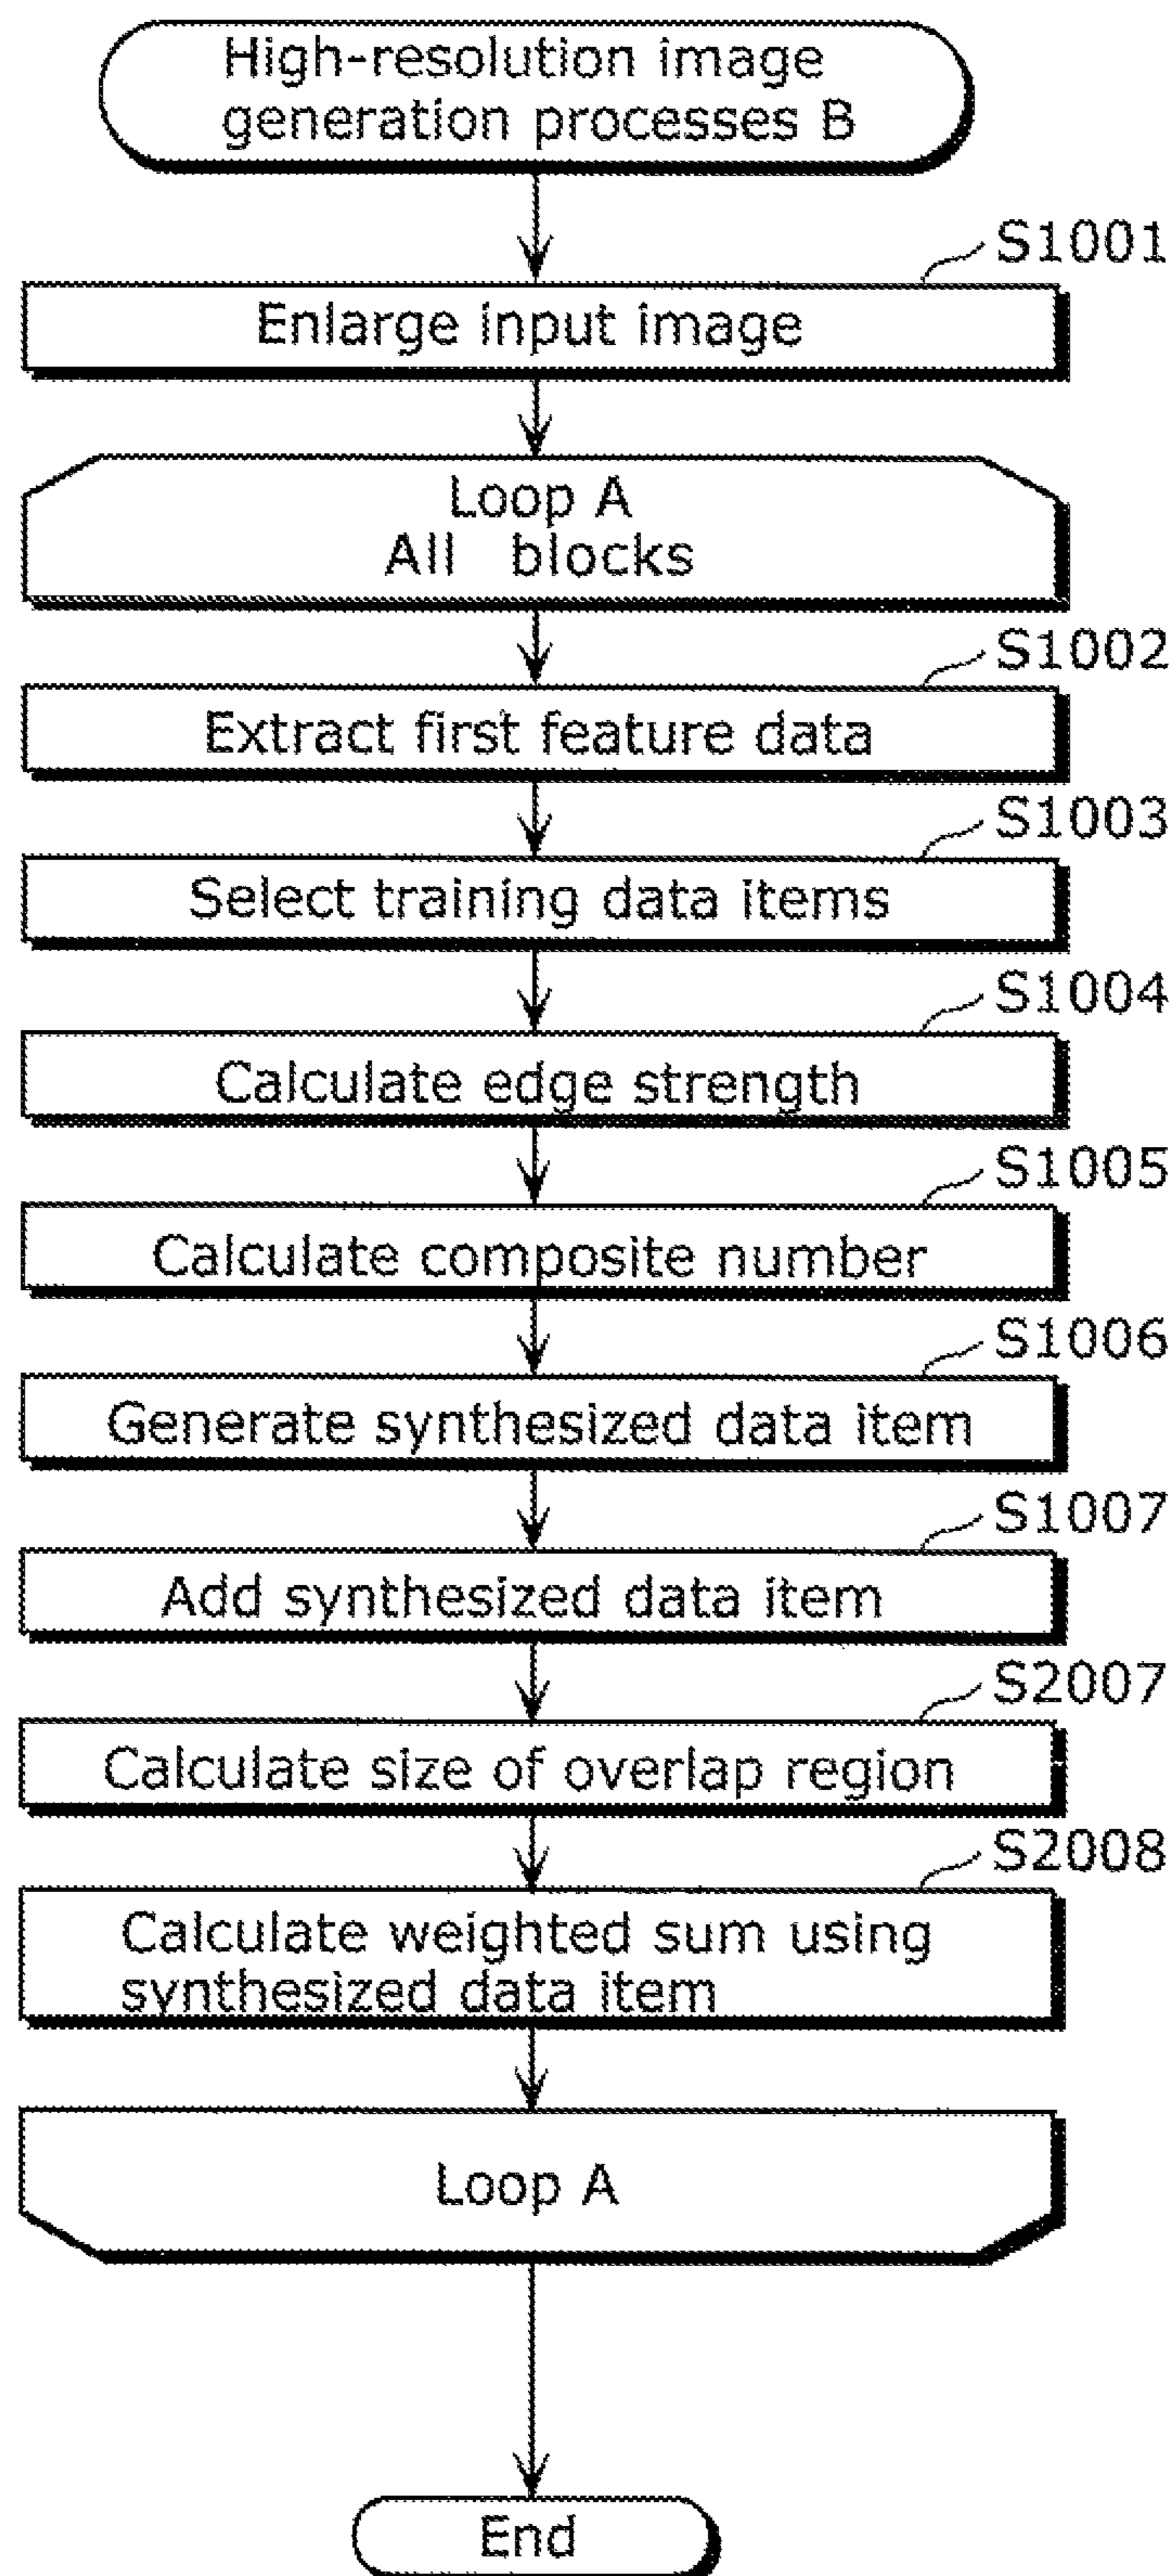 High-resolution image
generation processes B
S1001
Enlarge input image
Loop A
All blocks
S1002
Extract first feature data
S1003
Select training data items
S1004
Calculate edge strength
S1005
Calculate composite number
S1006
Generate synthesized data item
S1007
Add synthesized data item
S2007
Calculate size of overlap region
S2008
Calculate weighted sum using
synthesized data item
Loop A
End